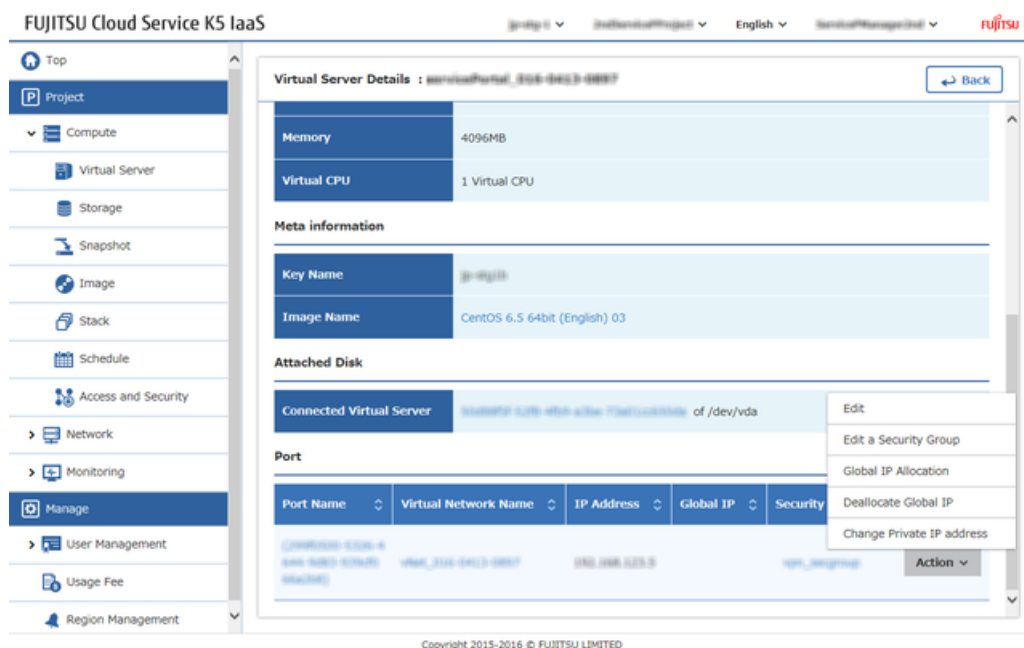 FUJITSU Cloud Service K5 IaaS
English
FUJITSU
Top
Project
Compute
Virtual Server
Storage
Snapshot
Image
Stack
Schedule
Access and Security
Network
Monitoring
Manage
User Management
Usage Fee
Region Management
Virtual Server Details :
Back
Memory 4096MB
Virtual CPU 1 Virtual CPU
Meta information
Key Name
Image Name CentOS 6.5 64bit (English) 03
Attached Disk
Connected Virtual Server of /dev/vda
Port
Port Name Virtual Network Name IP Address Global IP Security
Edit
Edit a Security Group
Global IP Allocation
Deallocate Global IP
Change Private IP address
Action
Copyright 2015-2016 © FUJITSU LIMITED